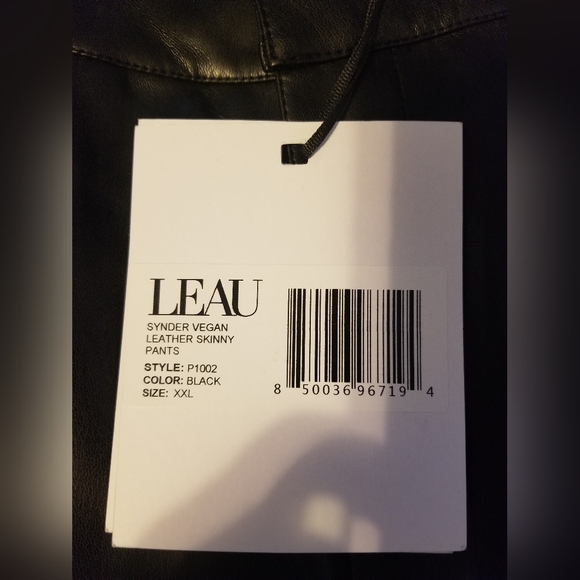 LEAU
SYNDER VEGAN
LEATHER SKINNY
PANTS
STYLE: P1002
COLOR: BLACK
SIZE: XXL
8 50036 96719 4